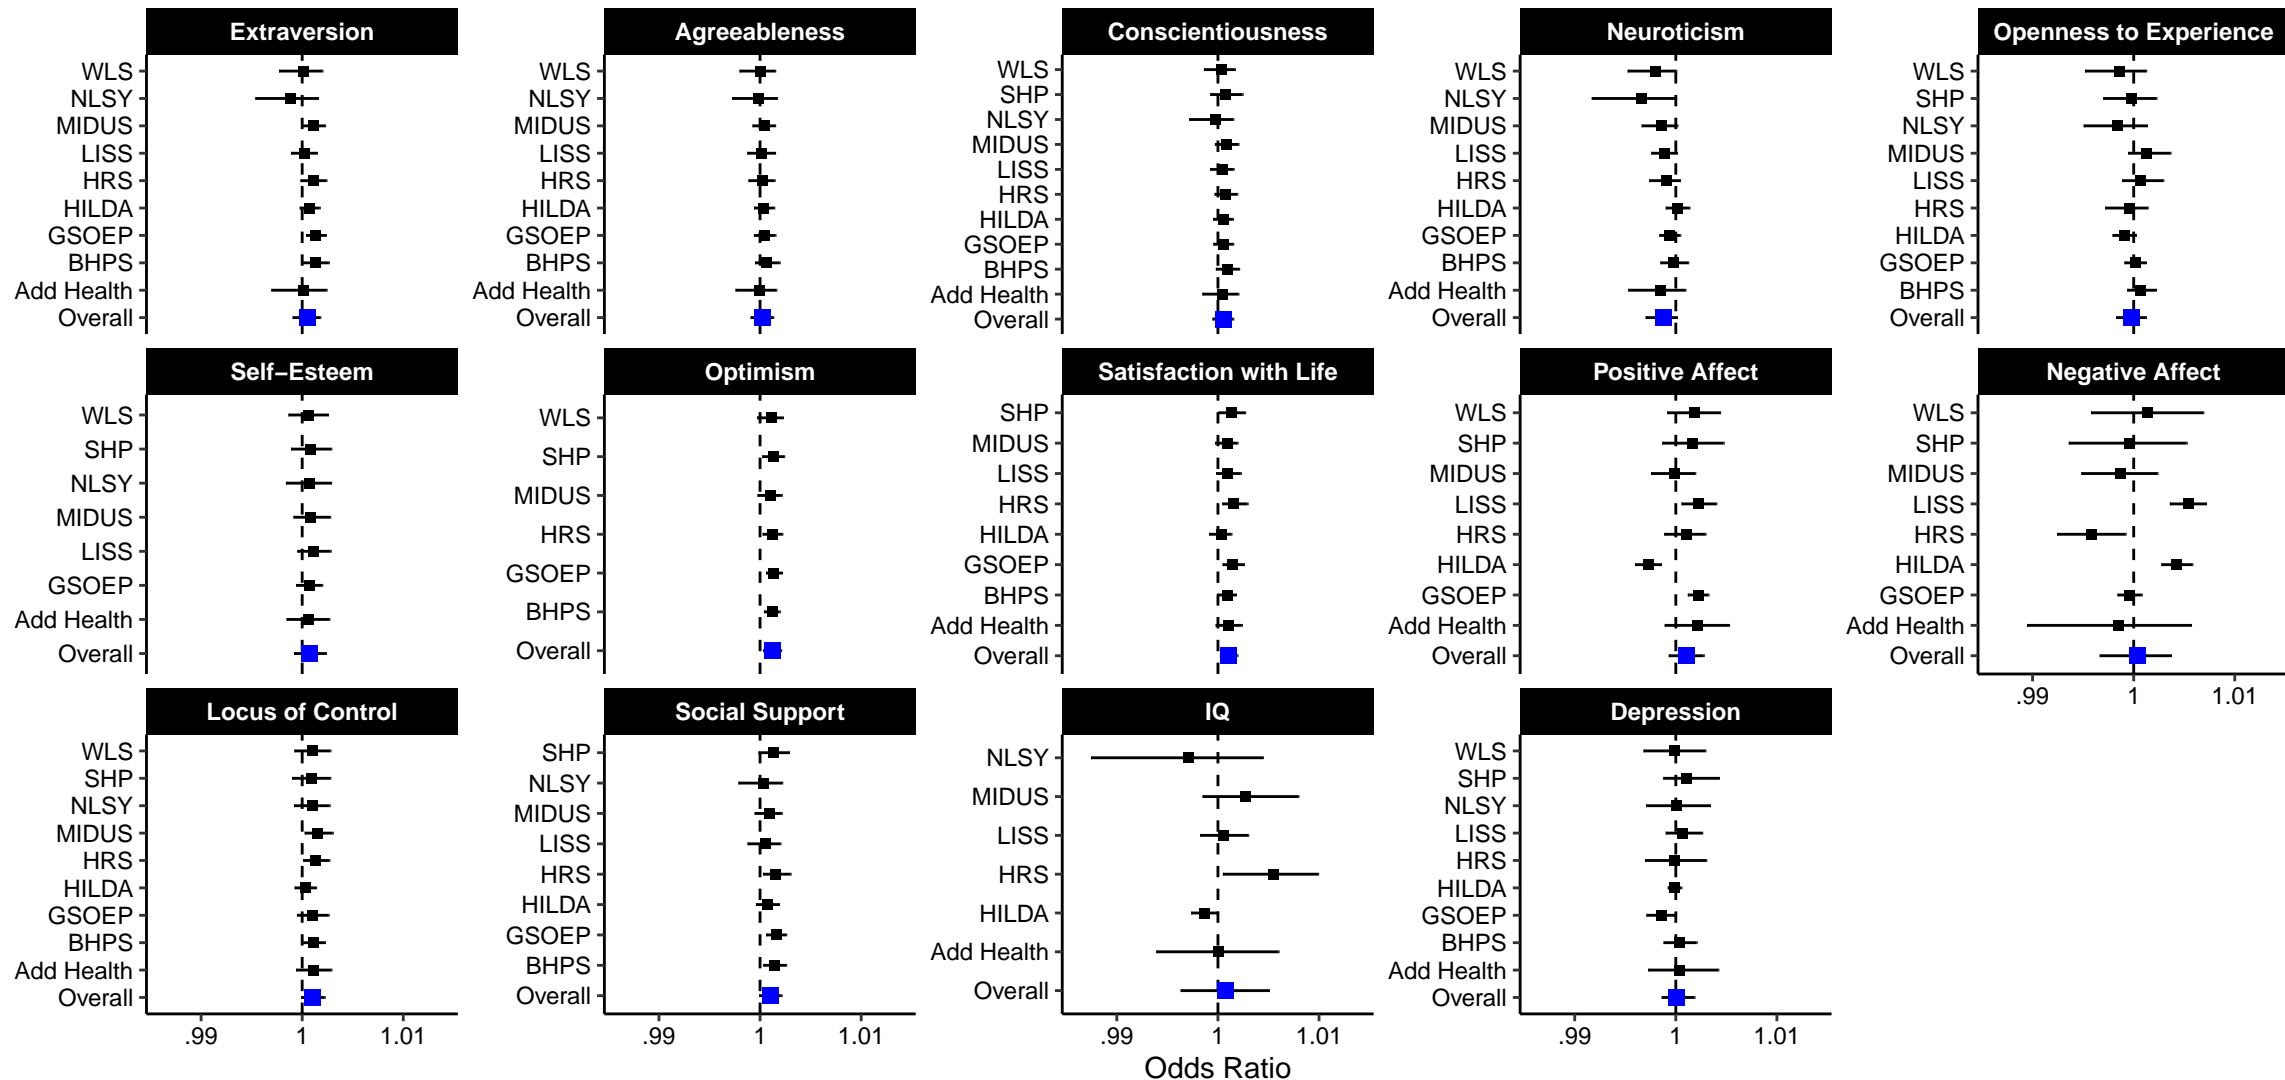 Extraversion
WLS
NLSY
MIDUS
LISS
HRS
HILDA
GSOEP
BHPS
Add Health
Overall
Agreeableness
WLS
NLSY
MIDUS
LISS
HRS
HILDA
GSOEP
BHPS
Add Health
Overall
Conscientiousness
WLS
SHP
NLSY
MIDUS
LISS
HRS
HILDA
GSOEP
BHPS
Add Health
Overall
Neuroticism
WLS
NLSY
MIDUS
LISS
HRS
HILDA
GSOEP
BHPS
Add Health
Overall
Openness to Experience
WLS
SHP
NLSY
MIDUS
LISS
HRS
HILDA
GSOEP
BHPS
Overall
Self−Esteem
WLS
SHP
NLSY
MIDUS
LISS
GSOEP
Add Health
Overall
Optimism
WLS
SHP
MIDUS
HRS
GSOEP
BHPS
Overall
Satisfaction with Life
SHP
MIDUS
LISS
HRS
HILDA
GSOEP
BHPS
Add Health
Overall
Positive Affect
WLS
SHP
MIDUS
LISS
HRS
HILDA
GSOEP
Add Health
Overall
Negative Affect
WLS
SHP
MIDUS
LISS
HRS
HILDA
GSOEP
Add Health
Overall
.99 1 1.01
Locus of Control
WLS
SHP
NLSY
MIDUS
HRS
HILDA
GSOEP
BHPS
Add Health
Overall
.99 1 1.01
Social Support
SHP
NLSY
MIDUS
LISS
HRS
HILDA
GSOEP
BHPS
Overall
.99 1 1.01
IQ
NLSY
MIDUS
LISS
HRS
HILDA
Add Health
Overall
.99 1 1.01
Depression
WLS
SHP
NLSY
LISS
HRS
HILDA
GSOEP
BHPS
Add Health
Overall
.99 1 1.01
Odds Ratio